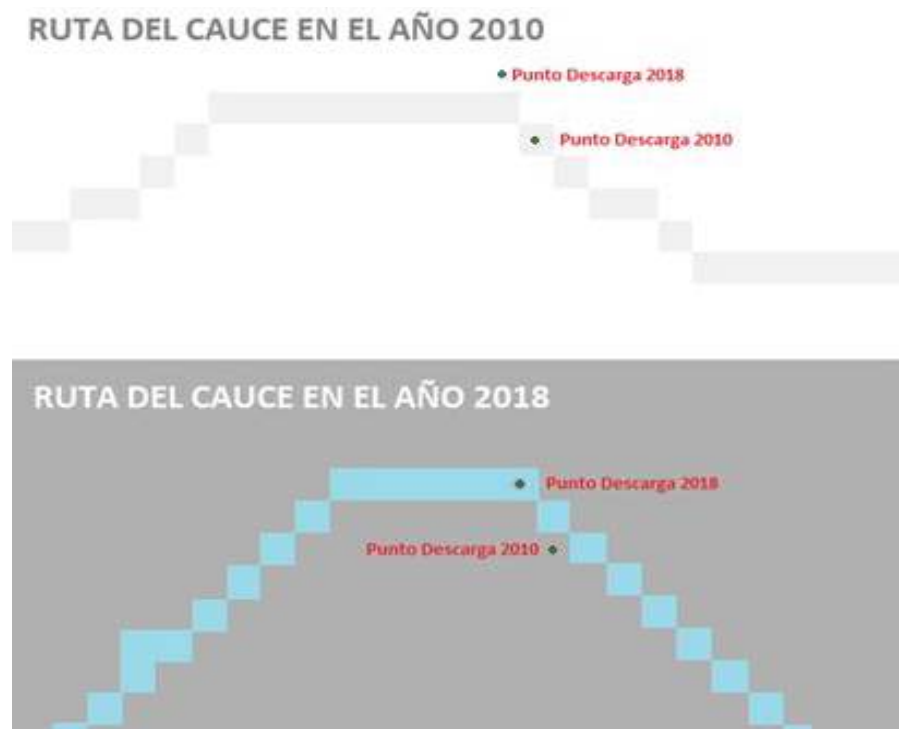 RUTA DEL CAUCE EN EL AÑO 2010
Punto Descarga 2018
Punto Descarga 2010
RUTA DEL CAUCE EN EL AÑO 2018
Punto Descarga 2018
Punto Descarga 2010